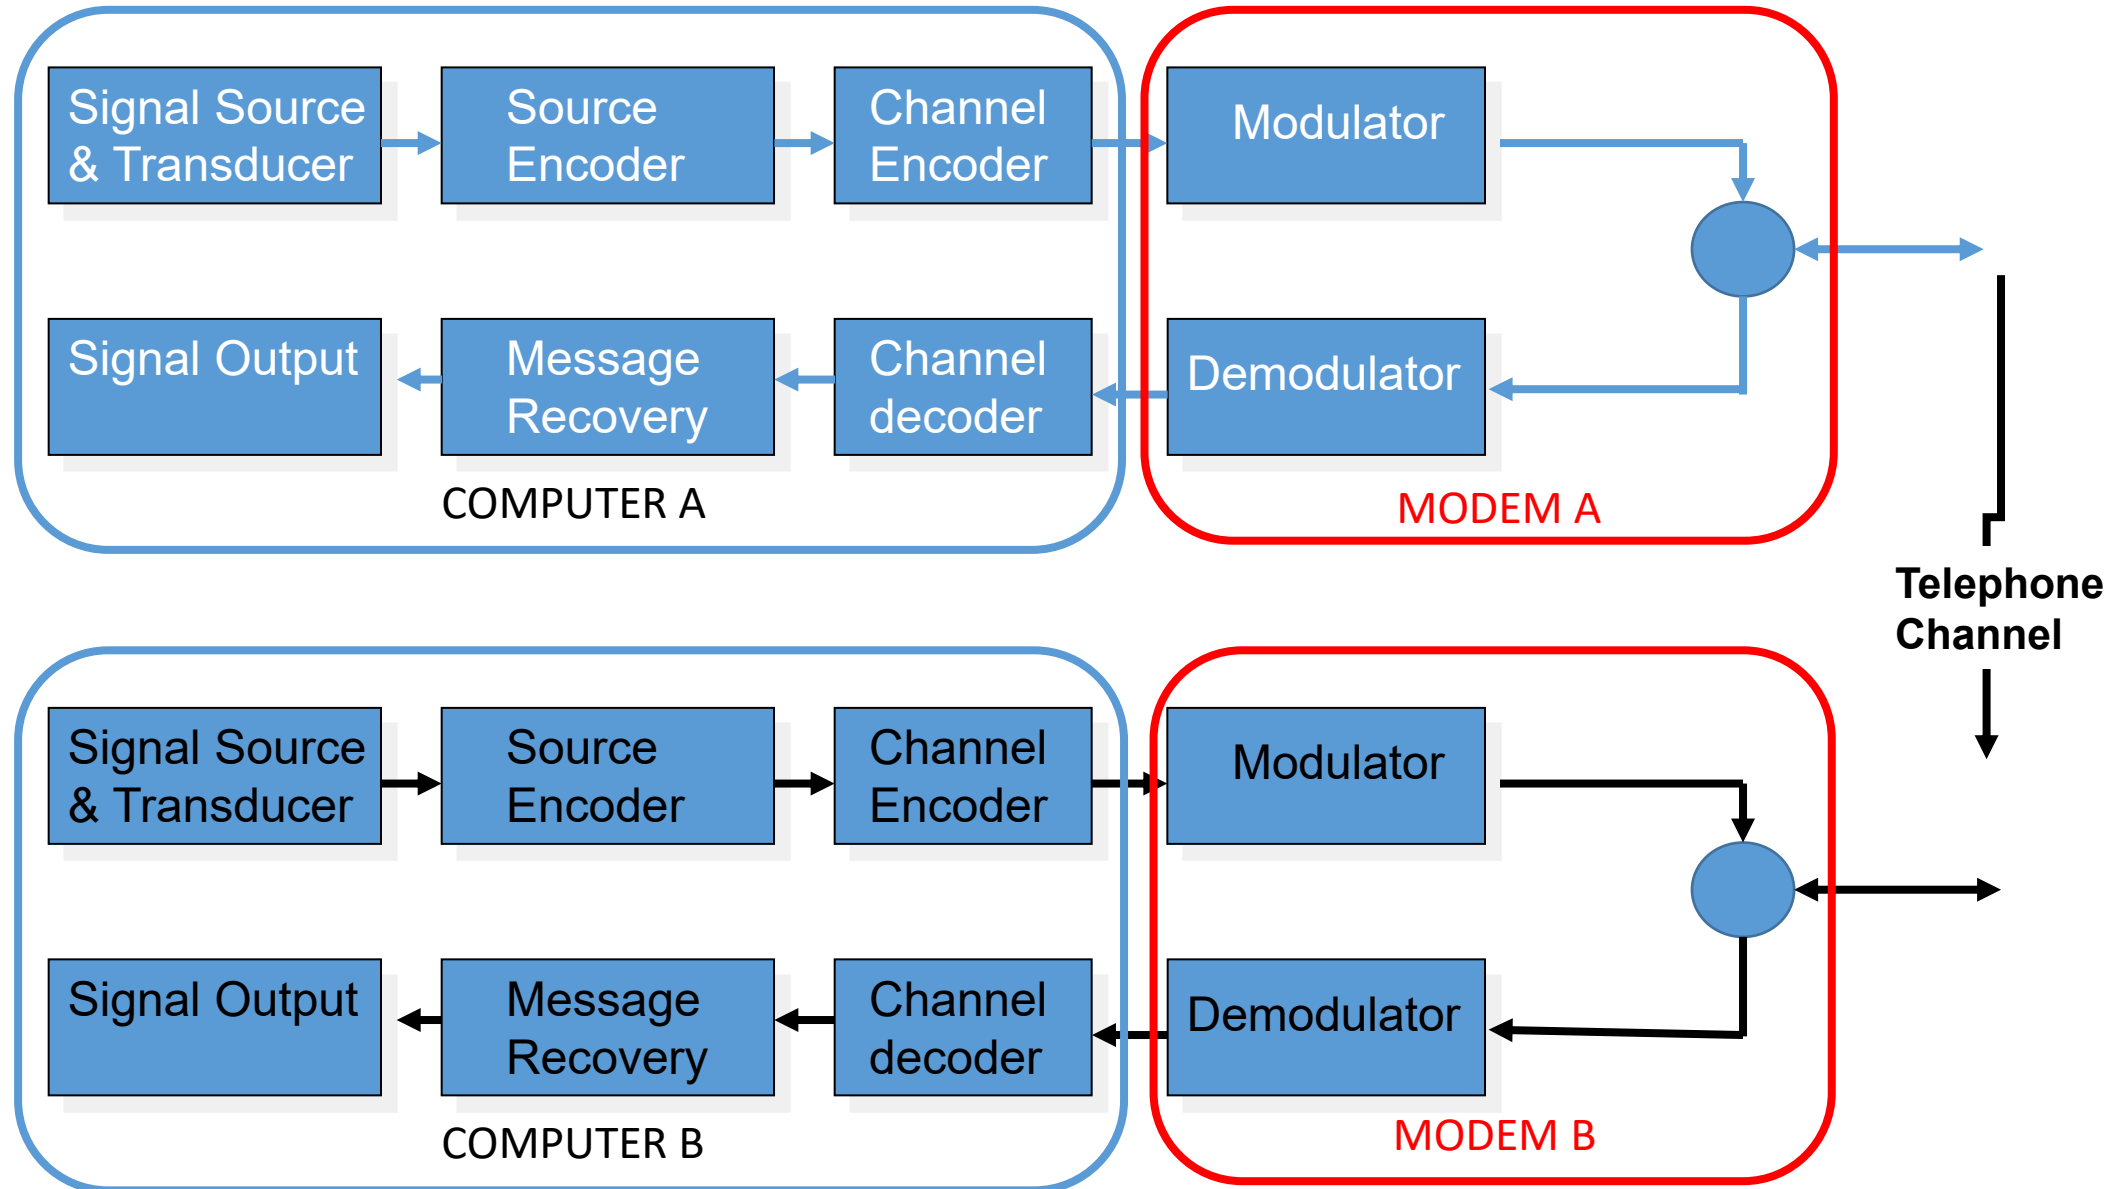 Signal Source
& Transducer
Source
Encoder
Channel
Encoder
Modulator
Signal Output
Message
Recovery
Channel
decoder
Demodulator
COMPUTER A
MODEM A
Telephone
Channel
Signal Source
& Transducer
Source
Encoder
Channel
Encoder
Modulator
Signal Output
Message
Recovery
Channel
decoder
Demodulator
COMPUTER B
MODEM B